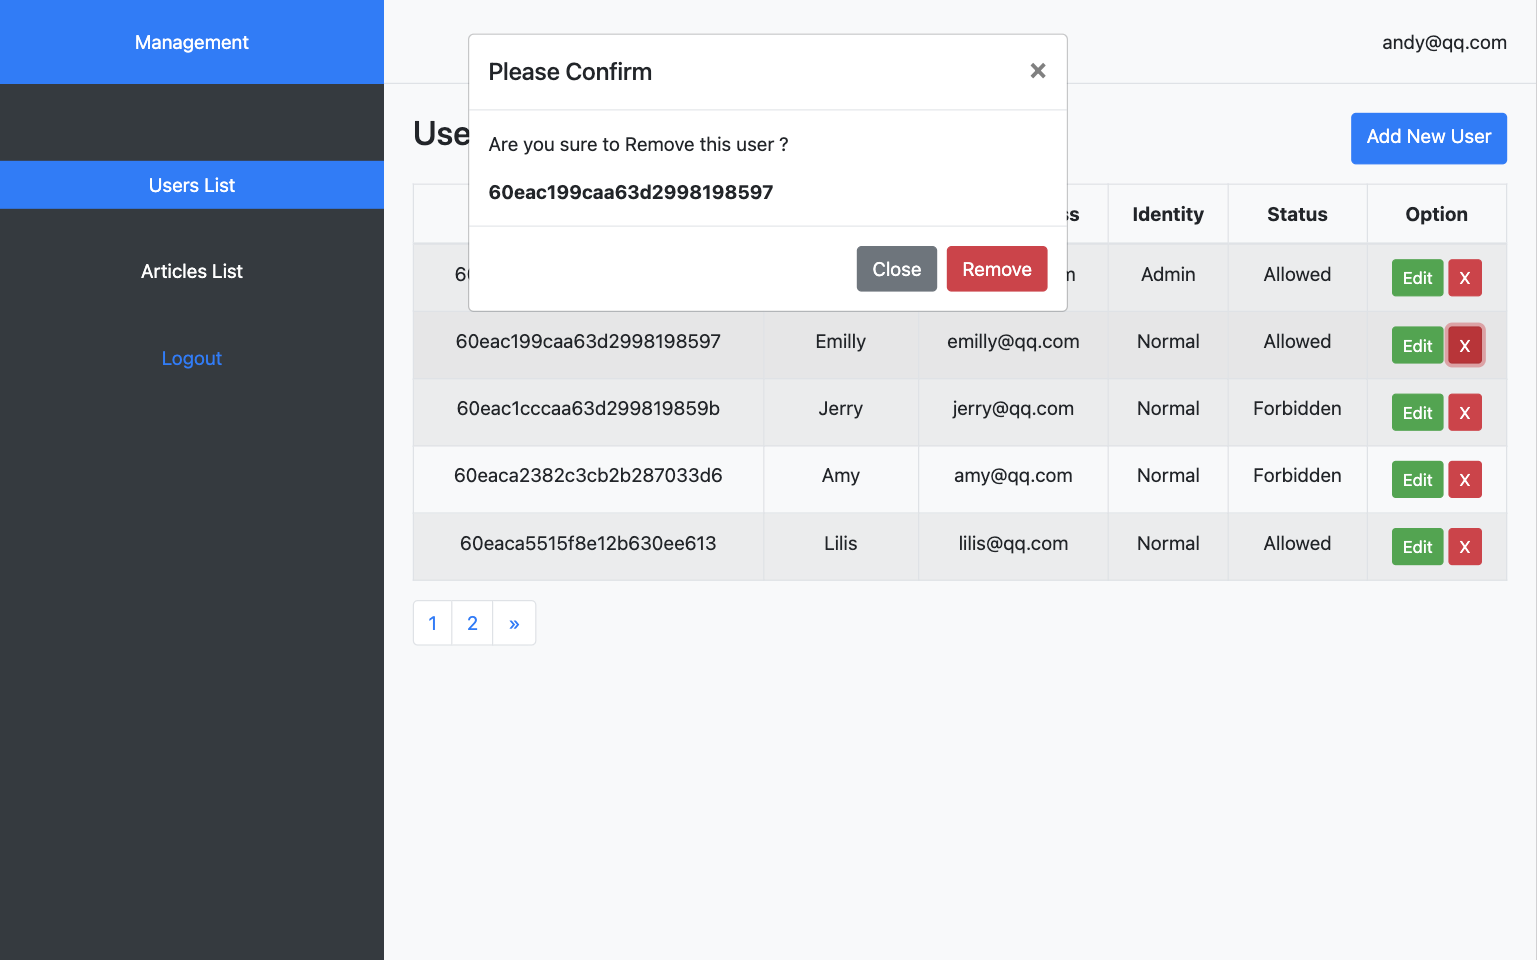 Management
andy@qq.com
Please Confirm
×
Are you sure to Remove this user ?
60eac199caa63d2998198597
Close Remove
Add New User
Users List
Articles List
Logout
Identity Status Option
Admin Allowed Edit X
60eac199caa63d2998198597 Emilly emilly@qq.com Normal Allowed Edit X
60eac1cccaa63d299819859b Jerry jerry@qq.com Normal Forbidden Edit X
60eaca2382c3cb2b287033d6 Amy amy@qq.com Normal Forbidden Edit X
60eaca5515f8e12b630ee613 Lilis lilis@qq.com Normal Allowed Edit X
1 2 »